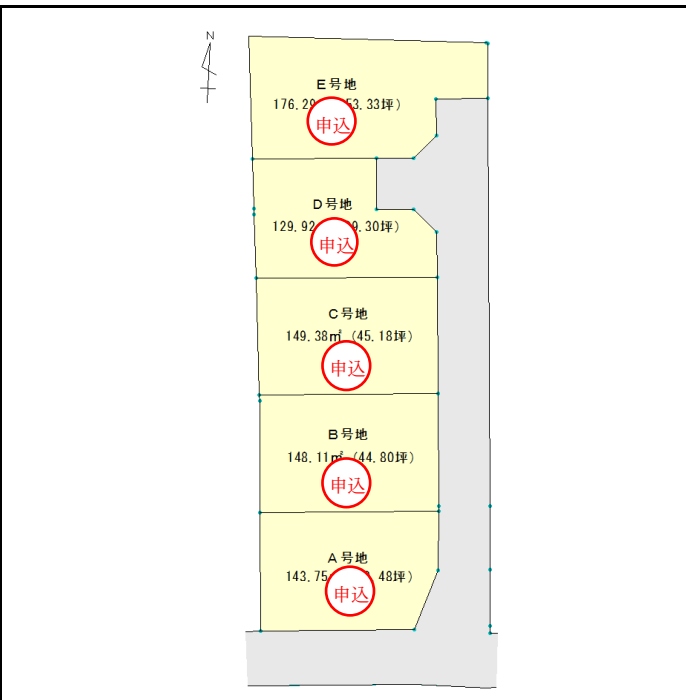 N
E号地
176.29 53.33坪)
申込
D号地
129.92 9.30坪)
申込
C号地
149.38㎡ (45.18坪)
申込
B号地
148.11㎡ (44.80坪)
申込
A号地
143.75 .48坪)
申込